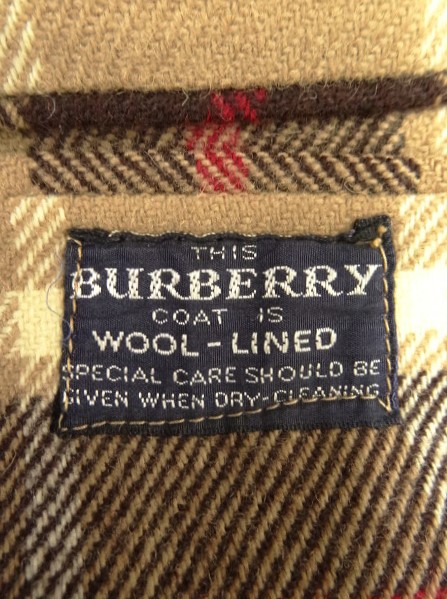 THIS
BURBERRY
COAT IS
WOOL-LINED
SPECIAL CARE SHOULD BE
GIVEN WHEN DRY-CLEANING